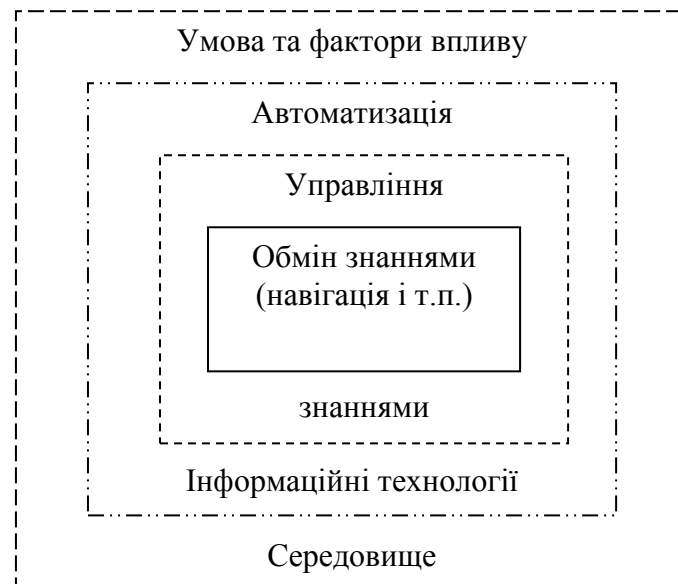 Умова та фактори впливу
Автоматизація
Управління
Обмін знаннями
(навігація і т.п.)
знаннями
Інформаційні технології
Середовище